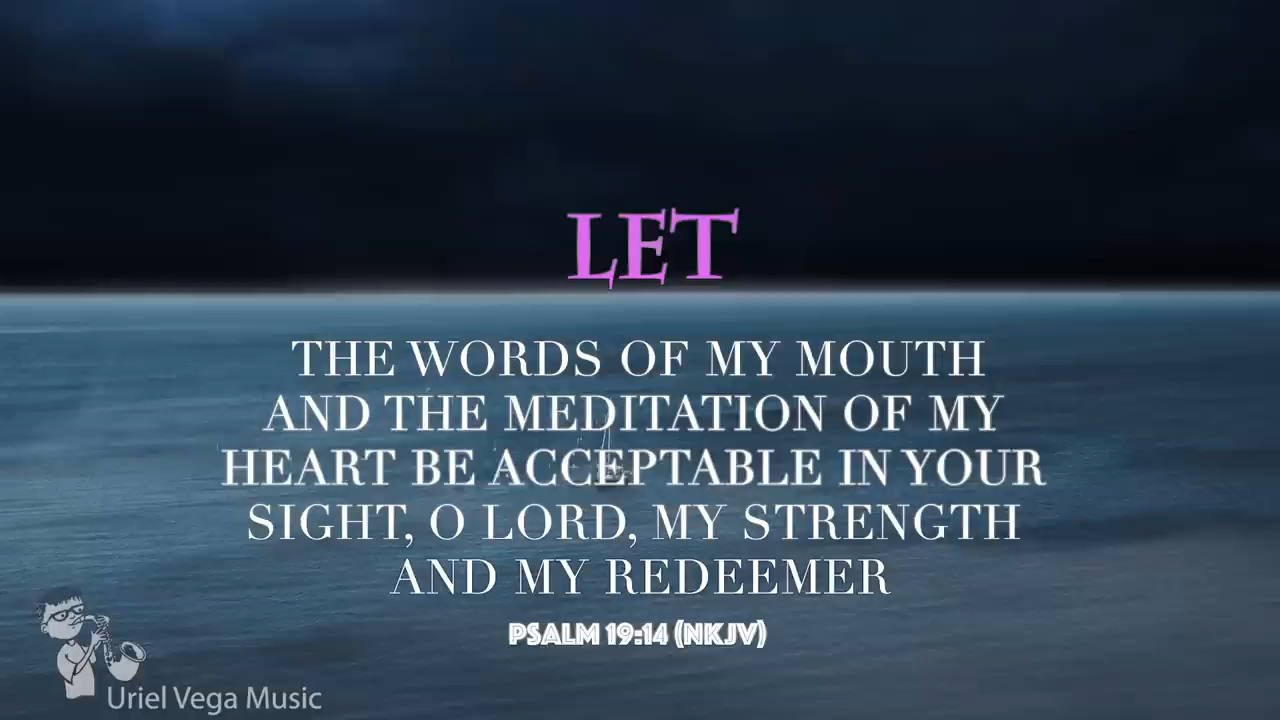 LET
THE WORDS OF MY MOUTH
AND THE MEDITATION OF MY
HEART BE ACCEPTABLE IN YOUR
SIGHT, O LORD, MY STRENGTH
AND MY REDEEMER
PSALM 19:14 (NKJV)
Uriel Vega Music